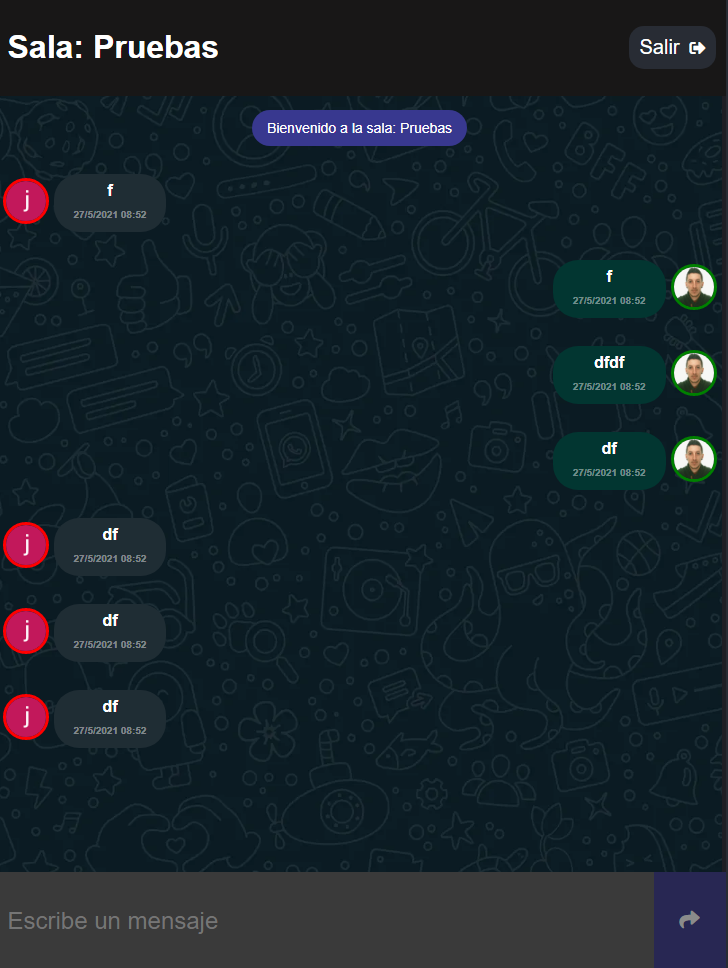 Sala: Pruebas
Salir
Bienvenido a la sala: Pruebas
j
f
27/5/2021 08:52
f
27/5/2021 08:52
dfdf
27/5/2021 08:52
df
27/5/2021 08:52
j
df
27/5/2021 08:52
j
df
27/5/2021 08:52
j
df
27/5/2021 08:52
BFF
Escribe un mensaje